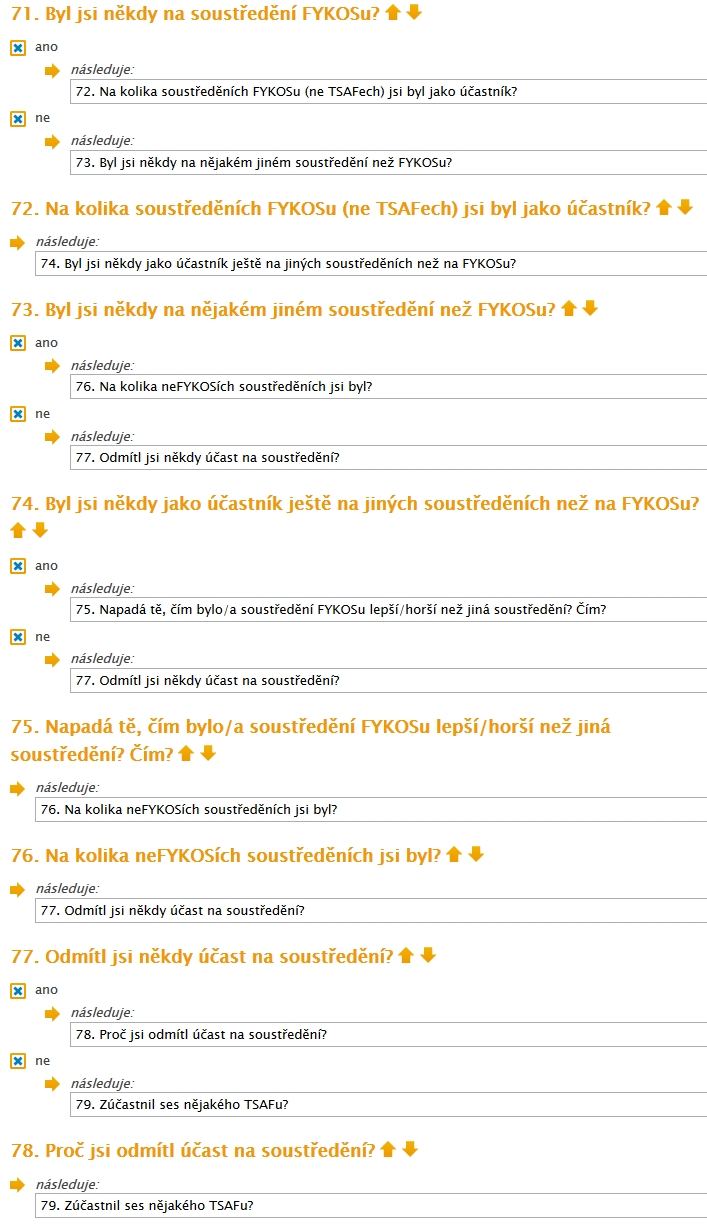 71. Byl jsi někdy na soustředění FYKOSu?
ano
následuje:
72. Na kolika soustředěních FYKOSu (ne TSAFech) jsi byl jako účastník?
ne
následuje:
73. Byl jsi někdy na nějakém jiném soustředění než FYKOSu?
72. Na kolika soustředěních FYKOSu (ne TSAFech) jsi byl jako účastník?
následuje:
74. Byl jsi někdy jako účastník ještě na jiných soustředěních než na FYKOSu?
73. Byl jsi někdy na nějakém jiném soustředění než FYKOSu?
ano
následuje:
76. Na kolika neFYKOSích soustředěních jsi byl?
ne
následuje:
77. Odmítl jsi někdy účast na soustředění?
74. Byl jsi někdy jako účastník ještě na jiných soustředěních než na FYKOSu?
ano
následuje:
75. Napadá tě, čím bylo/a soustředění FYKOSu lepší/horší než jiná soustředění? Čím?
ne
následuje:
77. Odmítl jsi někdy účast na soustředění?
75. Napadá tě, čím bylo/a soustředění FYKOSu lepší/horší než jiná
soustředění? Čím?
následuje:
76. Na kolika neFYKOSích soustředěních jsi byl?
76. Na kolika neFYKOSích soustředěních jsi byl?
následuje:
77. Odmítl jsi někdy účast na soustředění?
77. Odmítl jsi někdy účast na soustředění?
ano
následuje:
78. Proč jsi odmítl účast na soustředění?
ne
následuje:
79. Zúčastnil ses nějakého TSAFu?
78. Proč jsi odmítl účast na soustředění?
následuje:
79. Zúčastnil ses nějakého TSAFu?